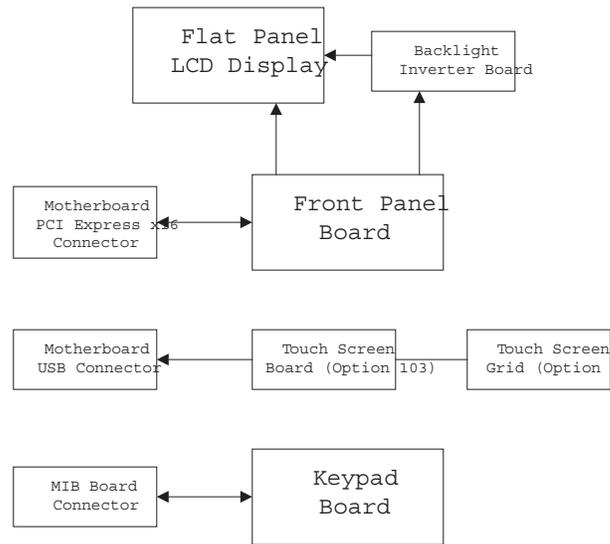 Flat Panel
LCD Display
Backlight
Inverter Board
Motherboard
PCI Express x16
Connector
Front Panel
Board
Motherboard
USB Connector
Touch Screen
Board (Option 103)
Touch Screen
Grid (Option
MIB Board
Connector
Keypad
Board